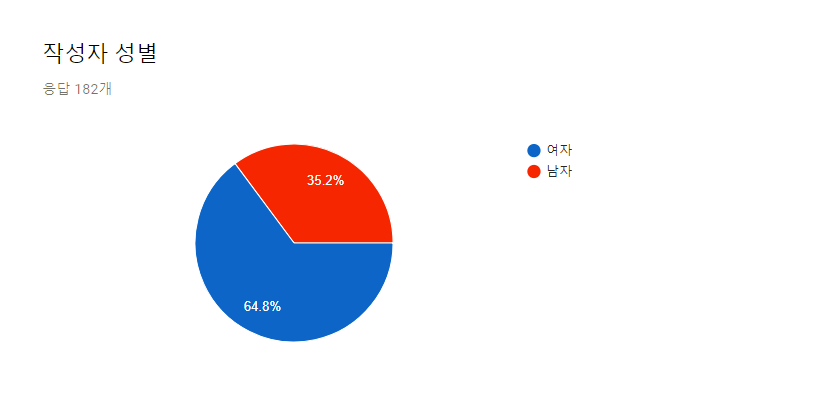 작성자 성별
응답 182개
여자
남자
35.2%
64.8%